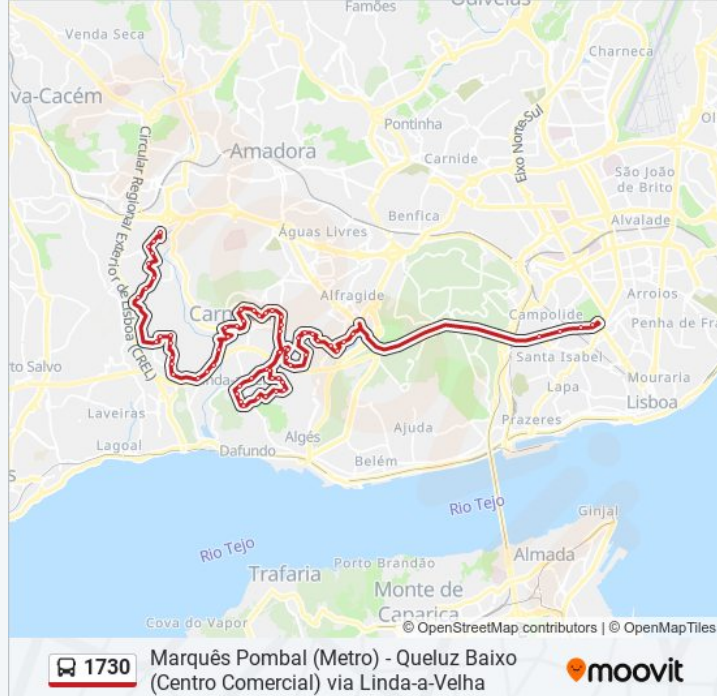 Famões
Venda Seca
Charneca
va-Cacém
Pontinha
Eixo Norte-Sul
Amadora
Carnide
São João
de Brito
Circular Regional Exterior de Lisboa (CREL)
Benfica
Alvalade
Águas Livres
Alfragide
Arroios
Campolide
Penha de Fra
Santa Isabel
to Salvo
Lapa
Mouraria
Laveiras
Lisboa
Prazeres
Ajuda
Lagoal
Algés
Dafundo
Belém
Rio Tejo
Ginjal
Rio Tejo
Almada
Porto Brandão
Trafaria
Monte de
Caparica
Cova do Vapor
© OpenStreetMap contributors | © OpenMapTiles
1730
Marquês Pombal (Metro) - Queluz Baixo
(Centro Comercial) via Linda-a-Velha
moovit